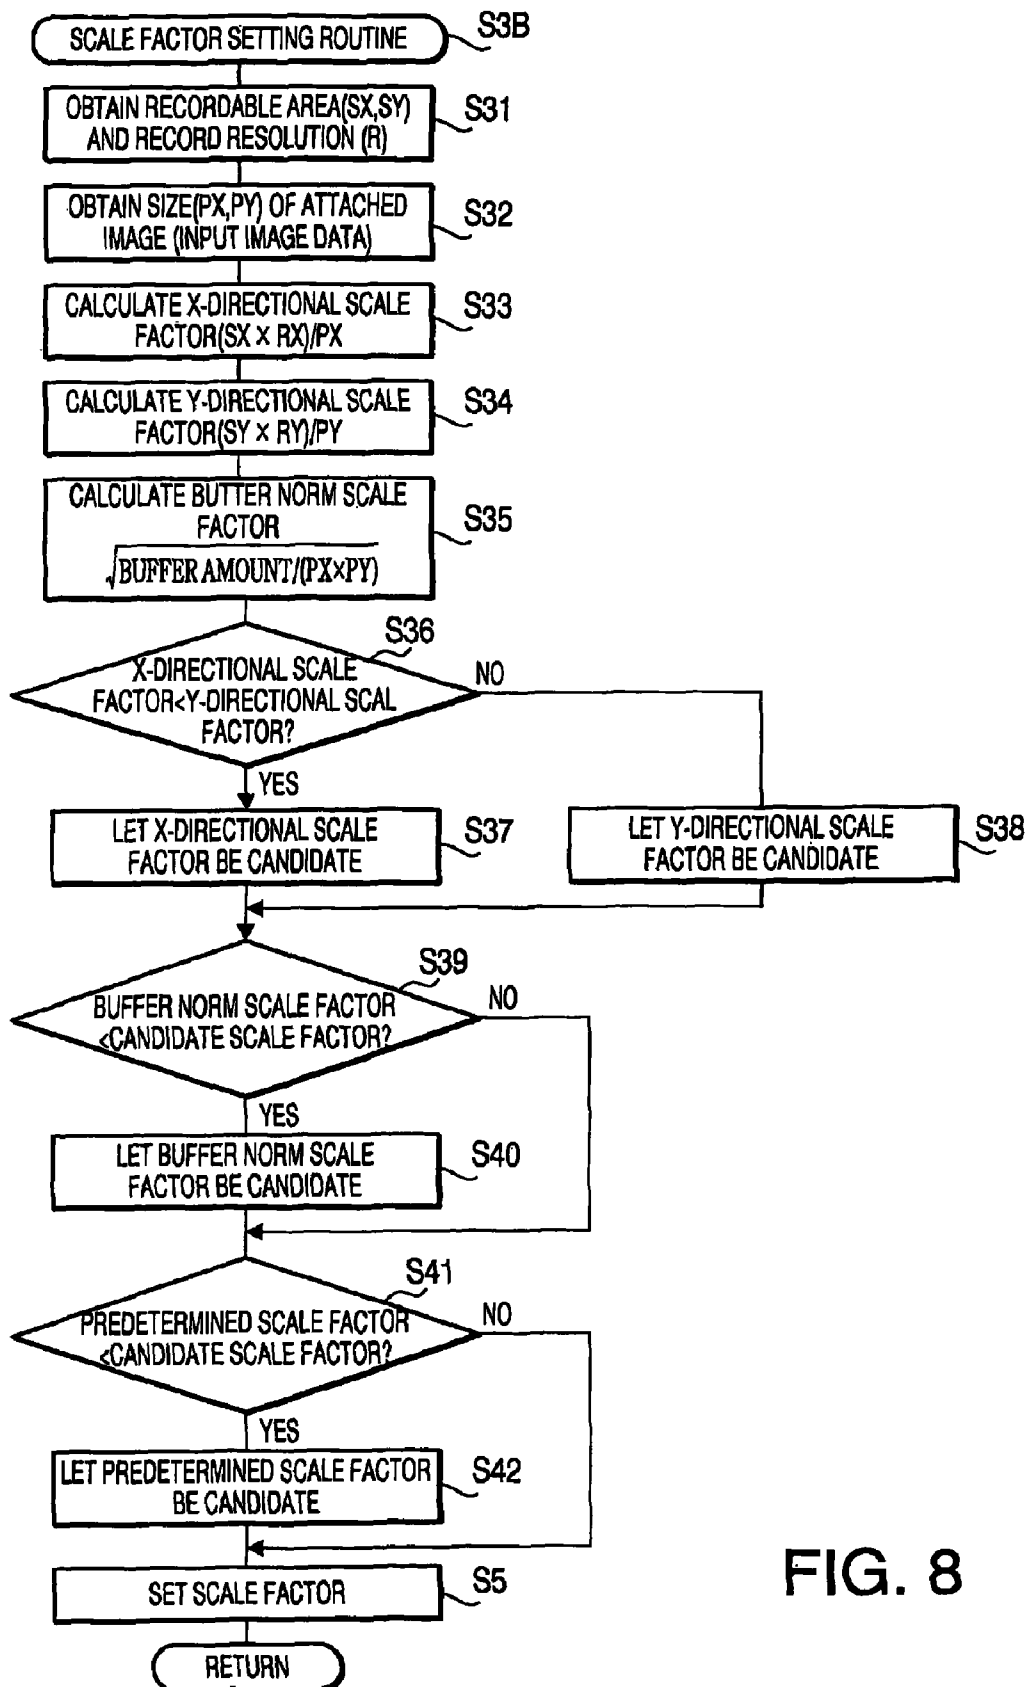 SCALE FACTOR SETTING ROUTINE
S3B
OBTAIN RECORDABLE AREA(SX,SY)
AND RECORD RESOLUTION (R)
S31
OBTAIN SIZE(PX,PY) OF ATTACHED
IMAGE (INPUT IMAGE DATA)
S32
CALCULATE X-DIRECTIONAL SCALE
FACTOR(SX × RX)/PX
S33
CALCULATE Y-DIRECTIONAL SCALE
FACTOR(SY × RY)/PY
S34
CALCULATE BUTTER NORM SCALE
FACTOR
√BUFFER AMOUNT/(PX×PY)
S35
S36
X-DIRECTIONAL SCALE
FACTOR<Y-DIRECTIONAL SCAL
FACTOR?
NO
YES
LET X-DIRECTIONAL SCALE
FACTOR BE CANDIDATE
S37
LET Y-DIRECTIONAL SCALE
FACTOR BE CANDIDATE
S38
S39
BUFFER NORM SCALE FACTOR
<CANDIDATE SCALE FACTOR?
NO
YES
LET BUFFER NORM SCALE
FACTOR BE CANDIDATE
S40
S41
PREDETERMINED SCALE FACTOR
<CANDIDATE SCALE FACTOR?
NO
YES
LET PREDETERMINED SCALE FACTOR
BE CANDIDATE
S42
SET SCALE FACTOR
S5
RETURN
FIG. 8